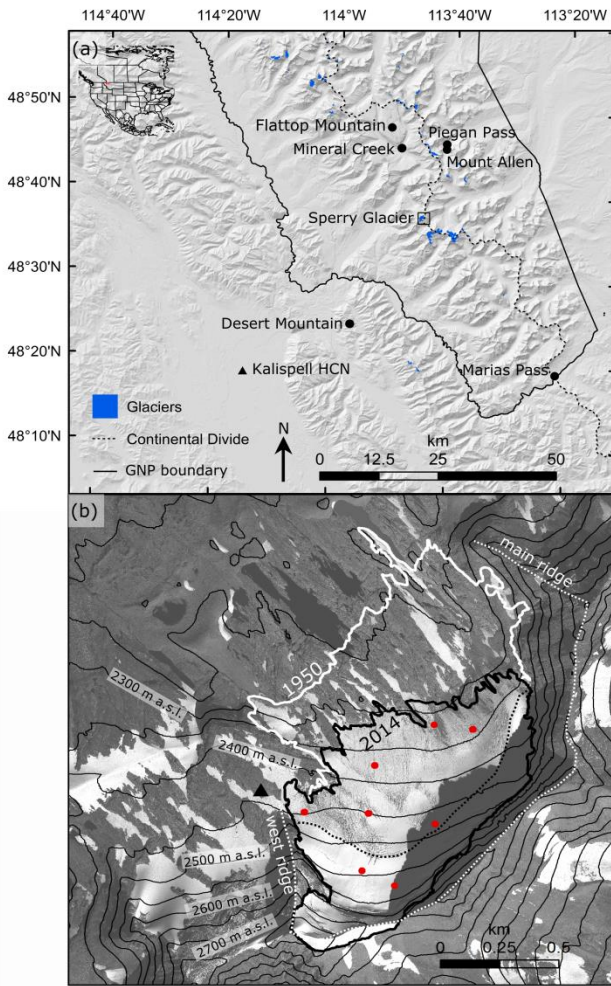 114°40'W
114°20'W
114°W
113°40'W
113°20'W
(a)
48°50'N
Flattop Mountain
Piegan Pass
Mineral Creek
Mount Allen
48°40'N
Sperry Glacier
48°30'N
Desert Mountain
48°20'N
Kalispell HCN
Marias Pass
Glaciers
N
km
Continental Divide
48°10'N
GNP boundary
0 12.5 25 50
(b)
main ridge
1950
2300 m a.s.l.
2014
2400 m a.s.l.
west ridge
2500 m a.s.l.
2600 m a.s.l.
2700 m a.s.l.
km
0 0.25 0.5